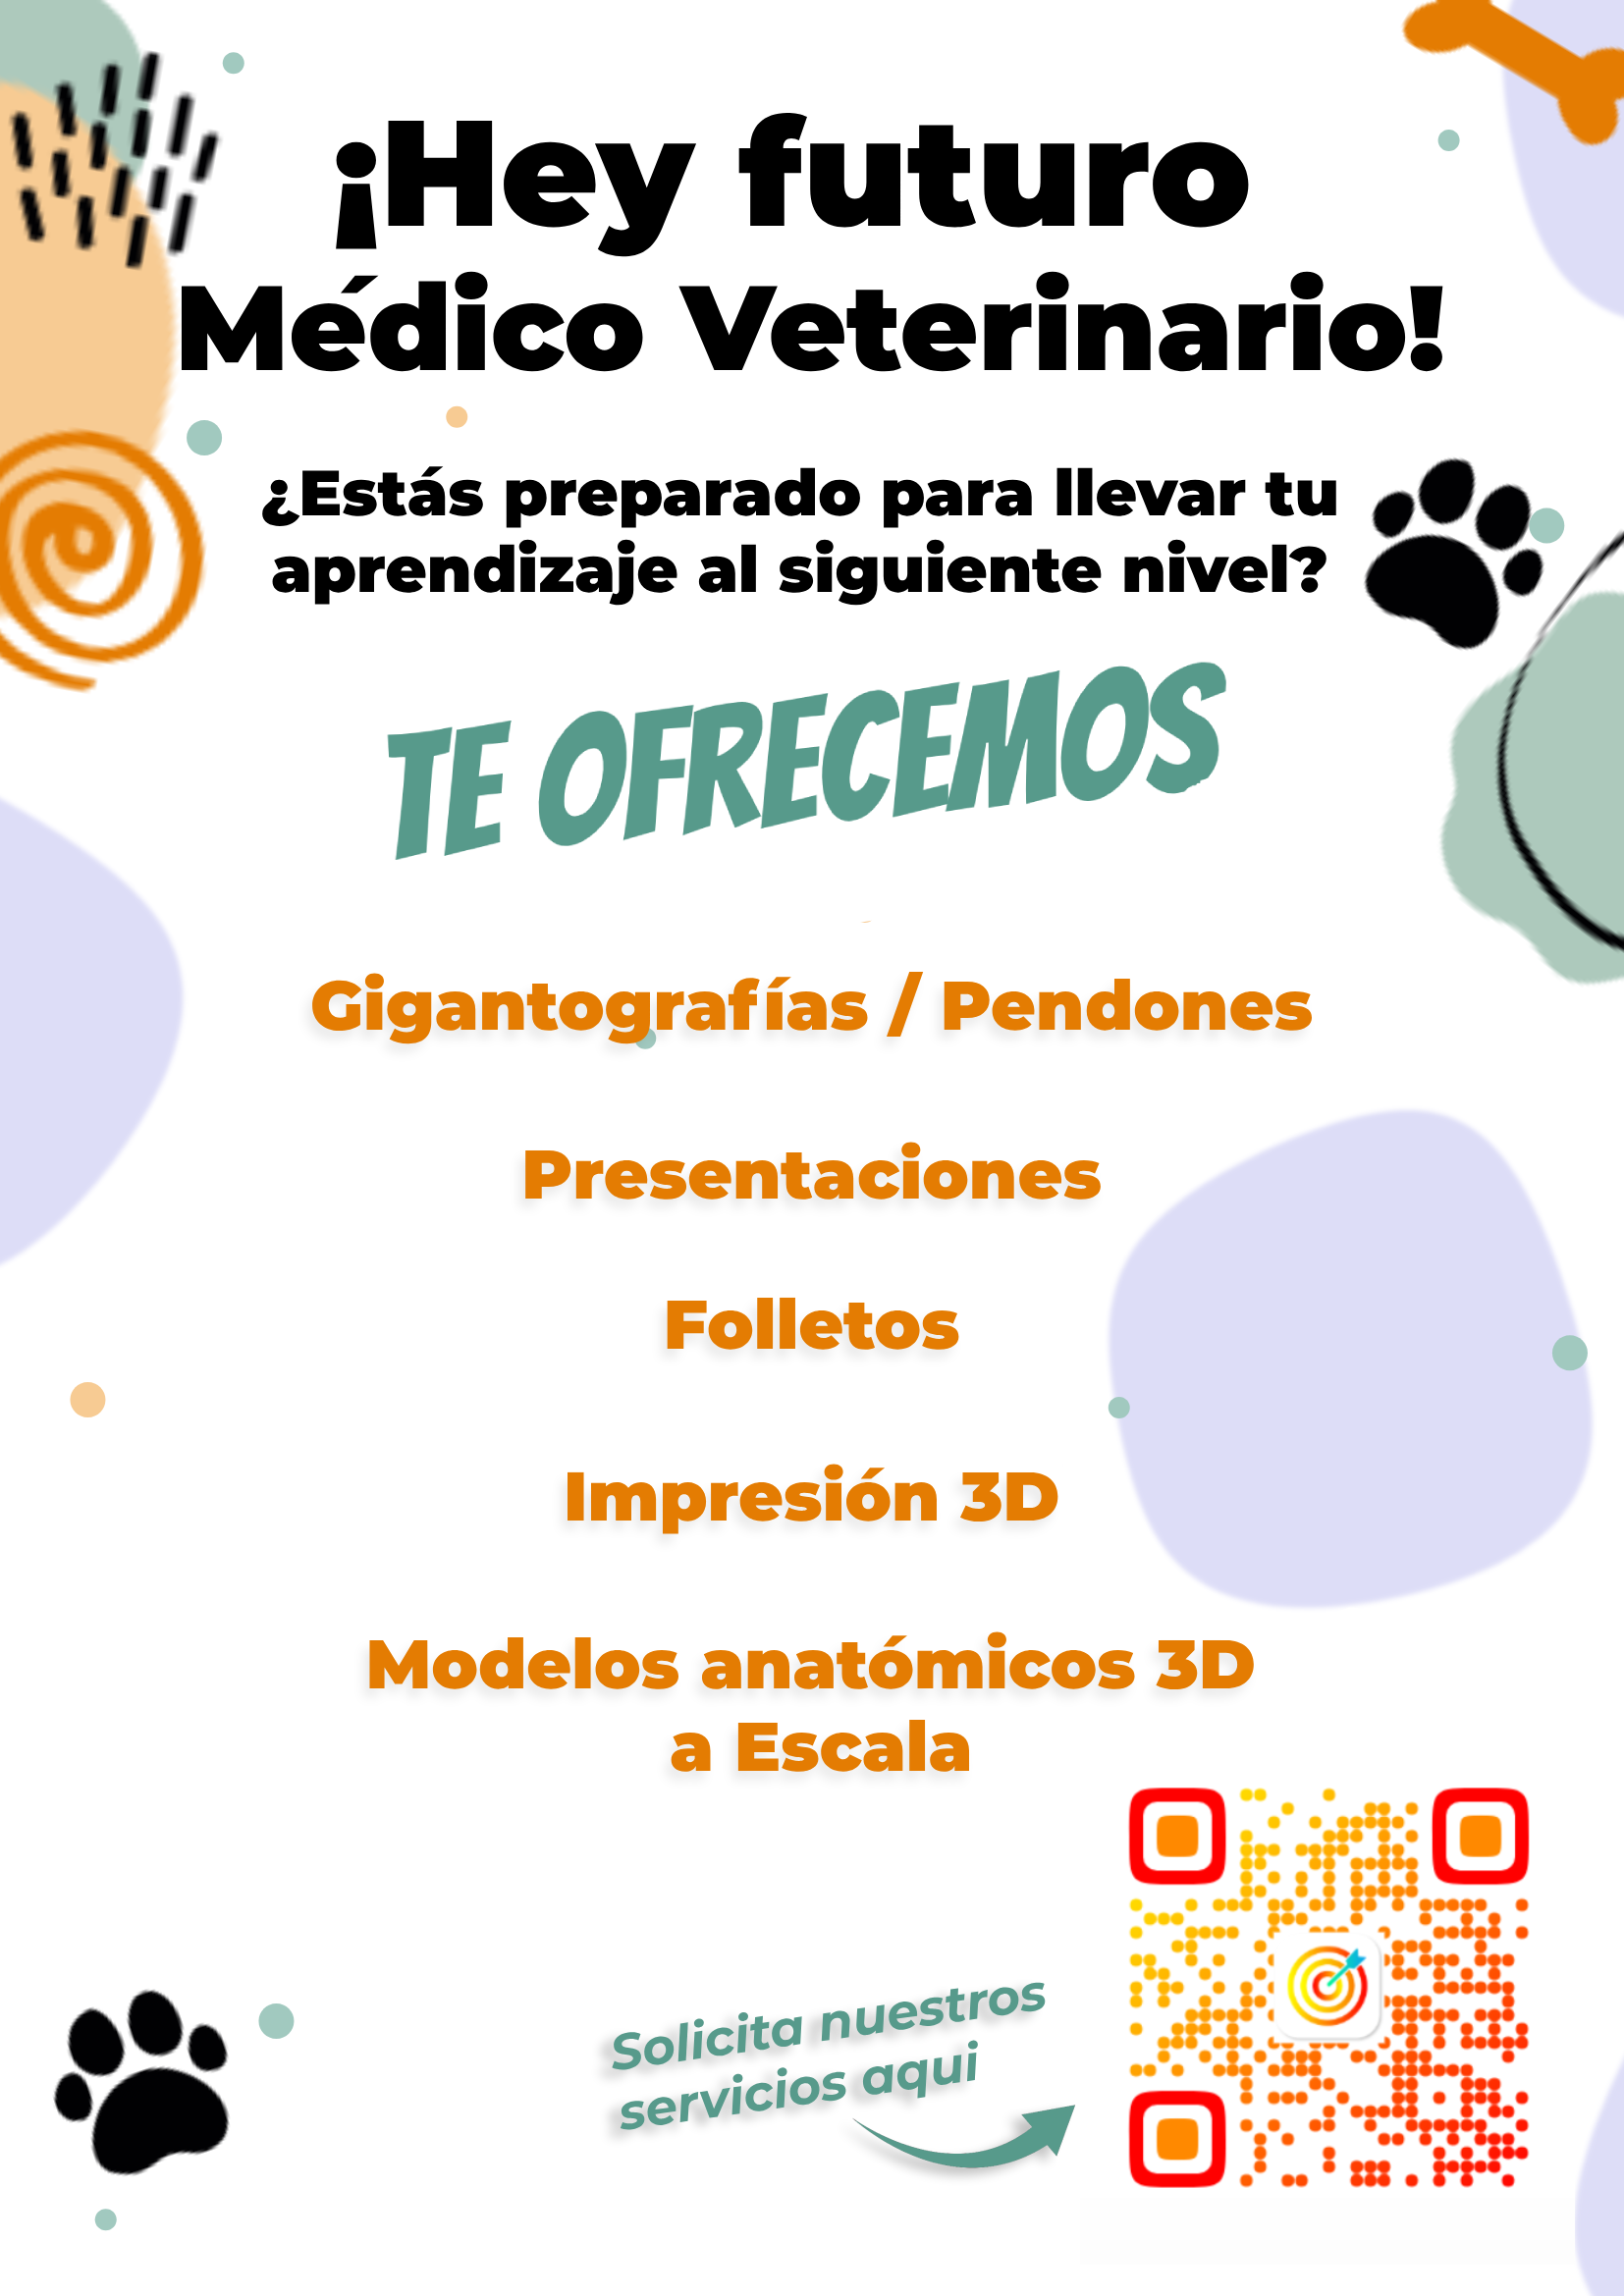 ¡Hey futuro
Médico Veterinario!
¿Estás preparado para llevar tu
aprendizaje al siguiente nivel?
TE OFRECEMOS
Gigantografías / Pendones
Presentaciones
Folletos
Impresión 3D
Modelos anatómicos 3D
a Escala
Solicita nuestros
servicios aqui